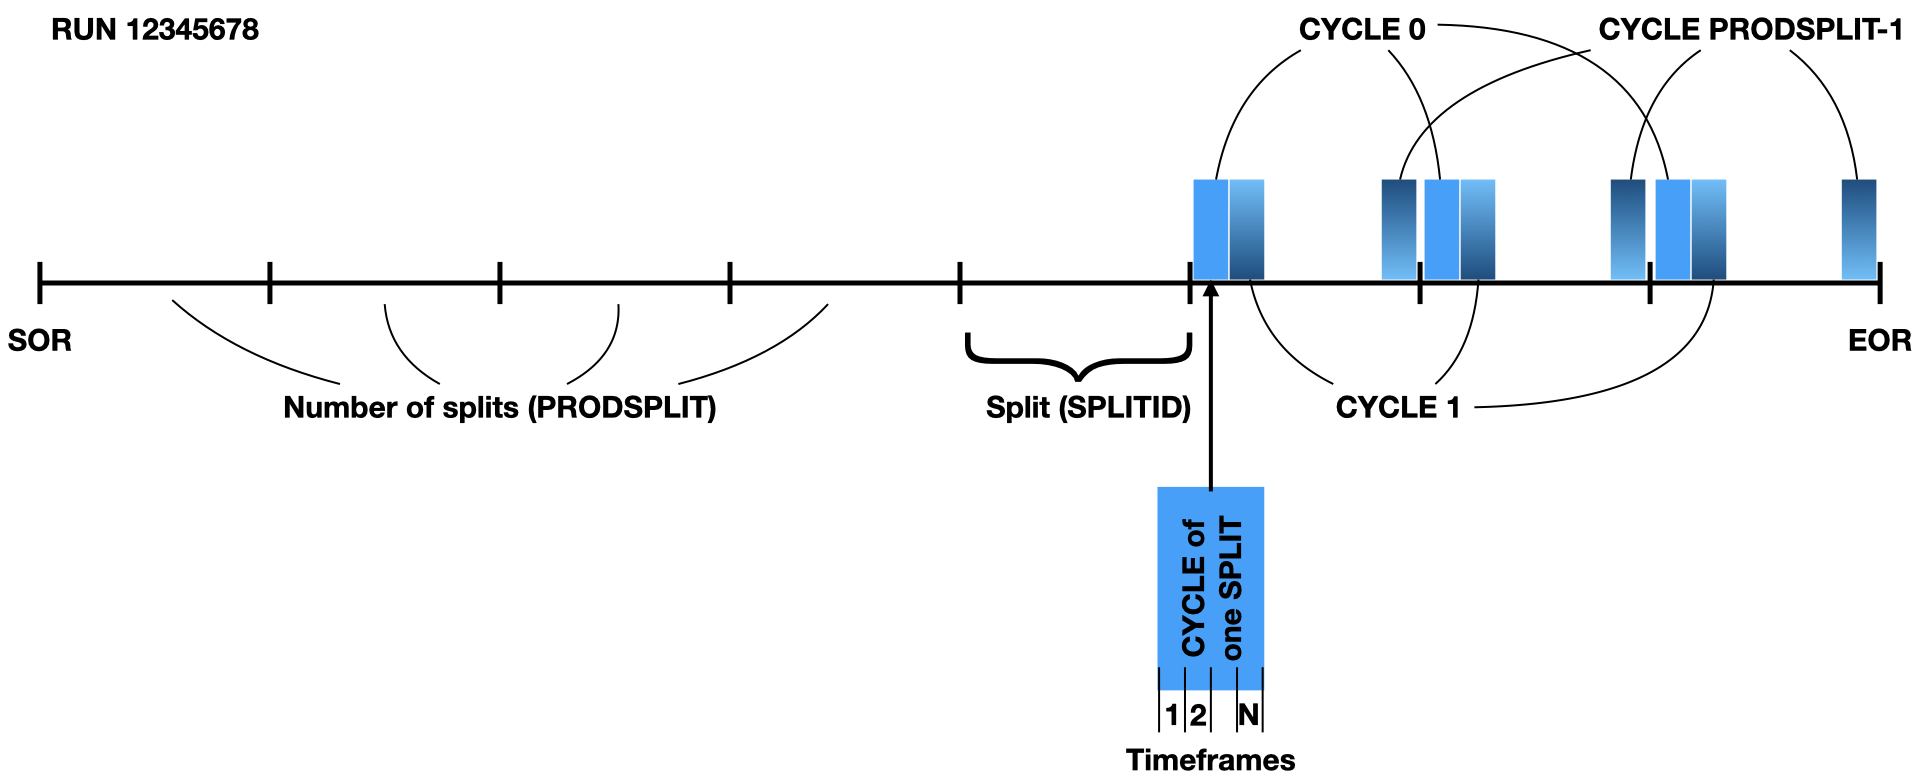 RUN 12345678
CYCLE 0
CYCLE PRODSPLIT-1
SOR
EOR
Number of splits (PRODSPLIT)
Split (SPLITID)
CYCLE 1
CYCLE of
one SPLIT
1 2 N
Timeframes